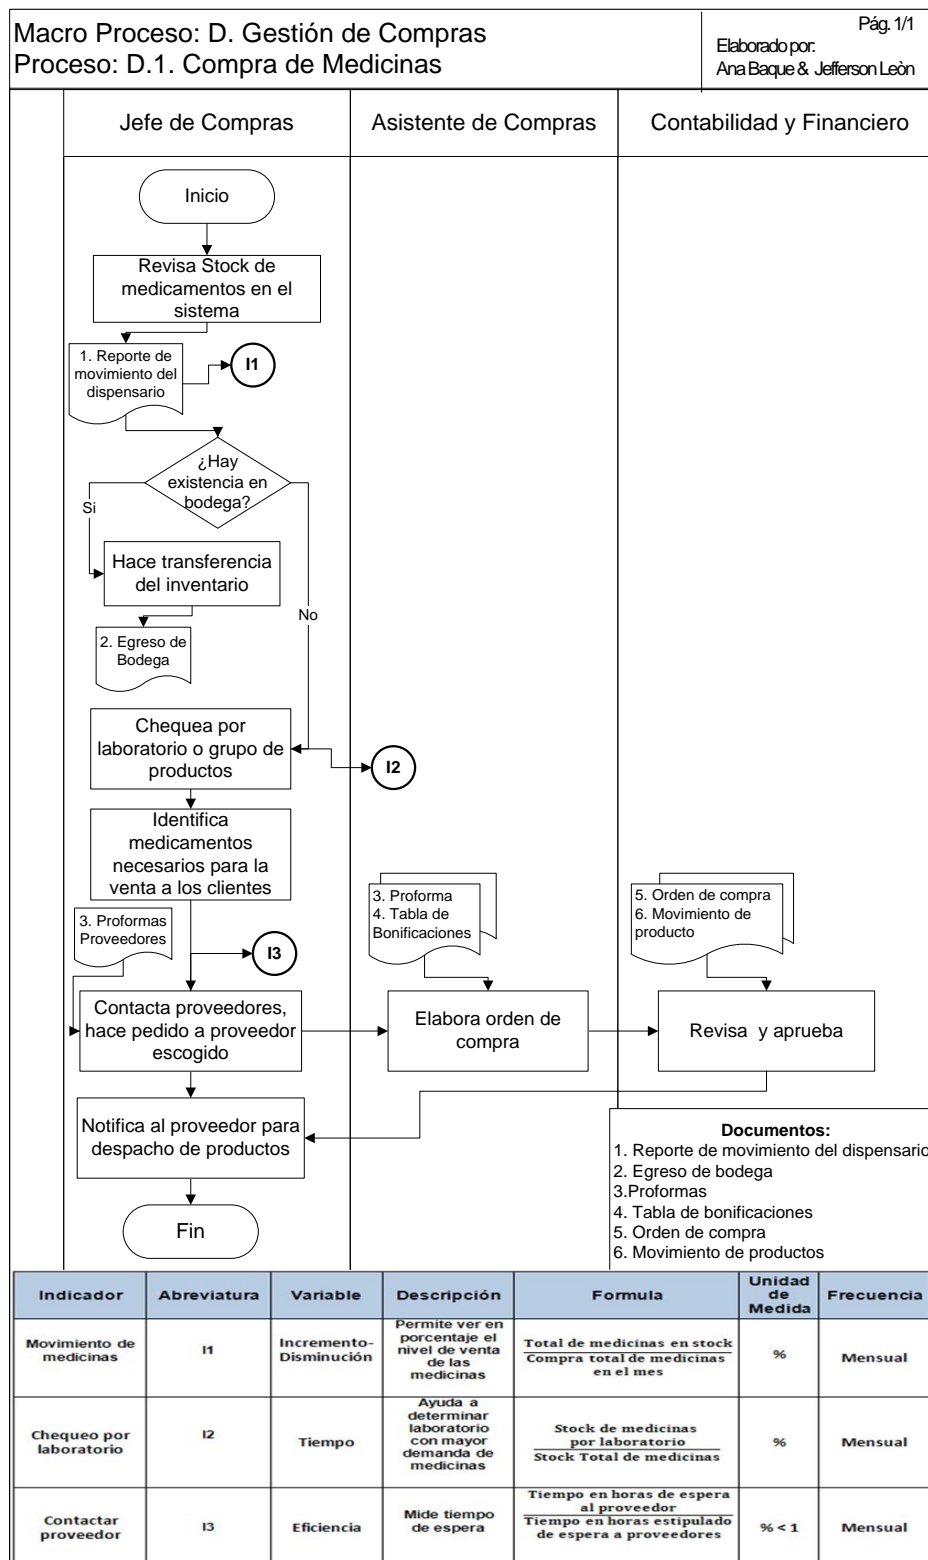 Macro Proceso: D. Gestión de Compras
Proceso: D.1. Compra de Medicinas
Pág. 1/1
Elaborado por:
Ana Baque & Jefferson Leòn
Jefe de Compras
Asistente de Compras
Contabilidad y Financiero
Inicio
Revisa Stock de
medicamentos en el
sistema
1. Reporte de
movimiento del
dispensario
I1
¿Hay
existencia en
bodega?
Si
Hace transferencia
del inventario
No
2. Egreso de
Bodega
Chequea por
laboratorio o grupo de
productos
I2
Identifica
medicamentos
necesarios para la
venta a los clientes
3. Proformas
Proveedores
I3
3. Proforma
4. Tabla de
Bonificaciones
5. Orden de compra
6. Movimiento de
producto
Contacta proveedores,
hace pedido a proveedor
escogido
Elabora orden de
compra
Revisa y aprueba
Notifica al proveedor para
despacho de productos
Fin
Documentos:
1. Reporte de movimiento del dispensario
2. Egreso de bodega
3.Proformas
4. Tabla de bonificaciones
5. Orden de compra
6. Movimiento de productos
Indicador
Abreviatura
Variable
Descripción
Formula
Unidad
de
Medida
Frecuencia
Movimiento de
medicinas
I1
Incremento-
Disminución
Permite ver en
porcentaje el
nivel de venta
de las
medicinas
Total de medicinas en stock
Compra total de medicinas
en el mes
%
Mensual
Chequeo por
laboratorio
I2
Tiempo
Ayuda a
determinar
laboratorio
con mayor
demanda de
medicinas
Stock de medicinas
por laboratorio
Stock Total de medicinas
%
Mensual
Contactar
proveedor
I3
Eficiencia
Mide tiempo
de espera
Tiempo en horas de espera
al proveedor
Tiempo en horas estipulado
de espera a proveedores
% < 1
Mensual